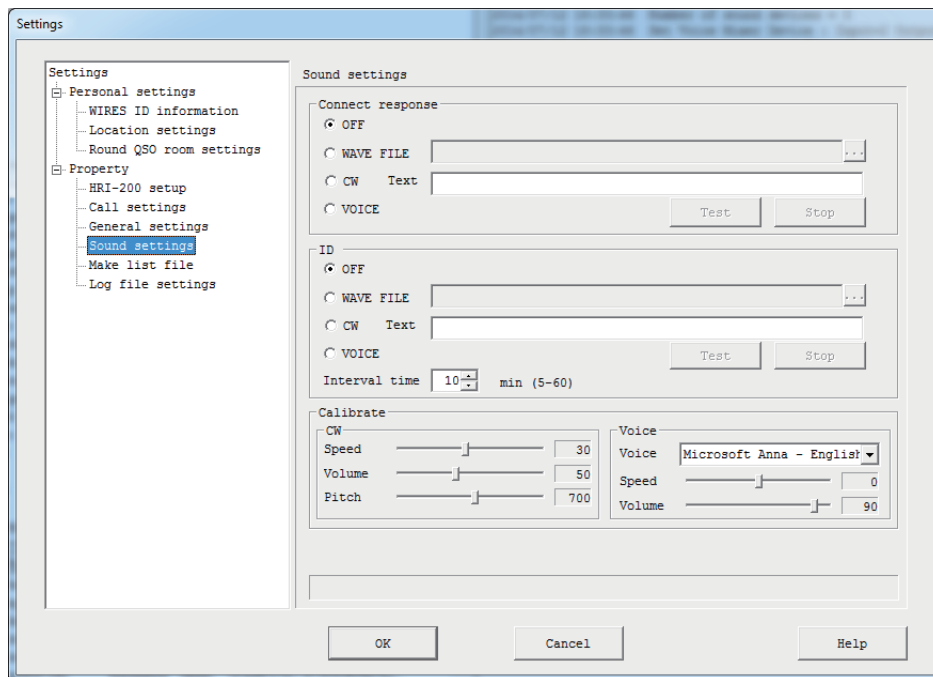 Settings
Settings
Personal settings
WIRES ID information
Location settings
Round QSO room settings
Property
HRI-200 setup
Call settings
General settings
Sound settings
Make list file
Log file settings
Sound settings
Connect response
OFF
WAVE FILE ...
CW Text
VOICE Test Stop
ID
OFF
WAVE FILE ...
CW Text
VOICE Test Stop
Interval time 10 min (5-60)
Calibrate
CW
Speed 30
Volume 50
Pitch 700
Voice
Voice Microsoft Anna - English
Speed 0
Volume 90
OK Cancel Help